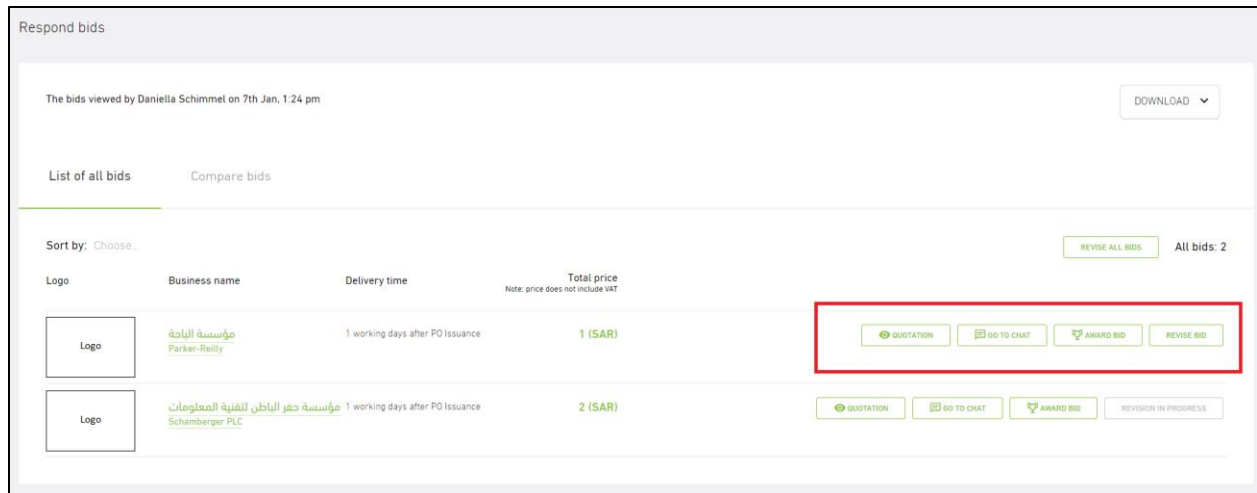 Respond bids
The bids viewed by Daniella Schimmel on 7th Jan, 1:24 pm
DOWNLOAD
List of all bids
Compare bids
Sort by: Choose...
REVISE ALL BIDS
All bids: 2
Logo
Business name
Delivery time
Total price
Note: price does not include VAT
Logo
مؤسسة الباحة
Parker-Reilly
1 working days after PO Issuance
1 (SAR)
QUOTATION
GO TO CHAT
AWARD BID
REVISE BID
Logo
مؤسسة حفر الباطن لتقنية المعلومات
Schamberger PLC
1 working days after PO Issuance
2 (SAR)
QUOTATION
GO TO CHAT
AWARD BID
REVISION IN PROGRESS